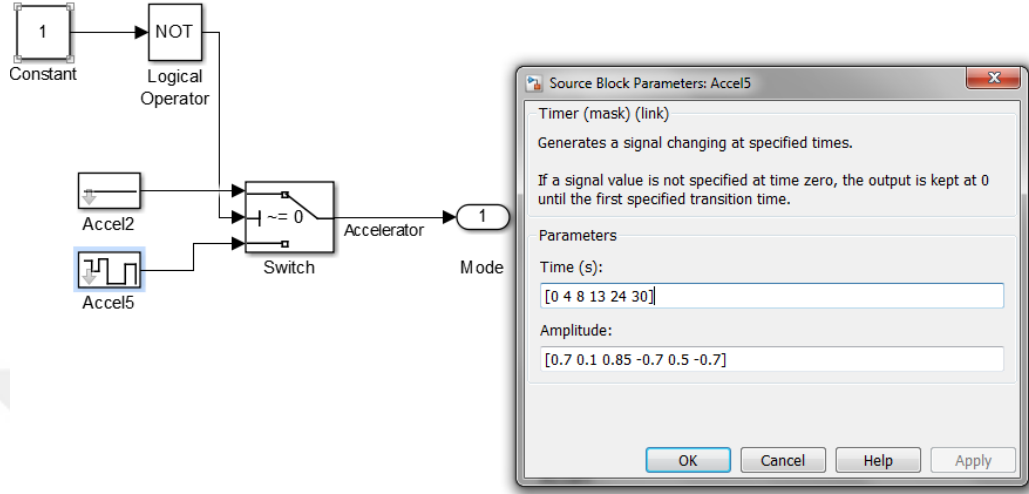 1
Constant
NOT
Logical
Operator
Accel2
Accel5
~= 0
Switch
Accelerator
1
Mode
Source Block Parameters: Accel5
Timer (mask) (link)
Generates a signal changing at specified times.
If a signal value is not specified at time zero, the output is kept at 0
until the first specified transition time.
Parameters
Time (s):
[0 4 8 13 24 30]
Amplitude:
[0.7 0.1 0.85 -0.7 0.5 -0.7]
OK Cancel Help Apply